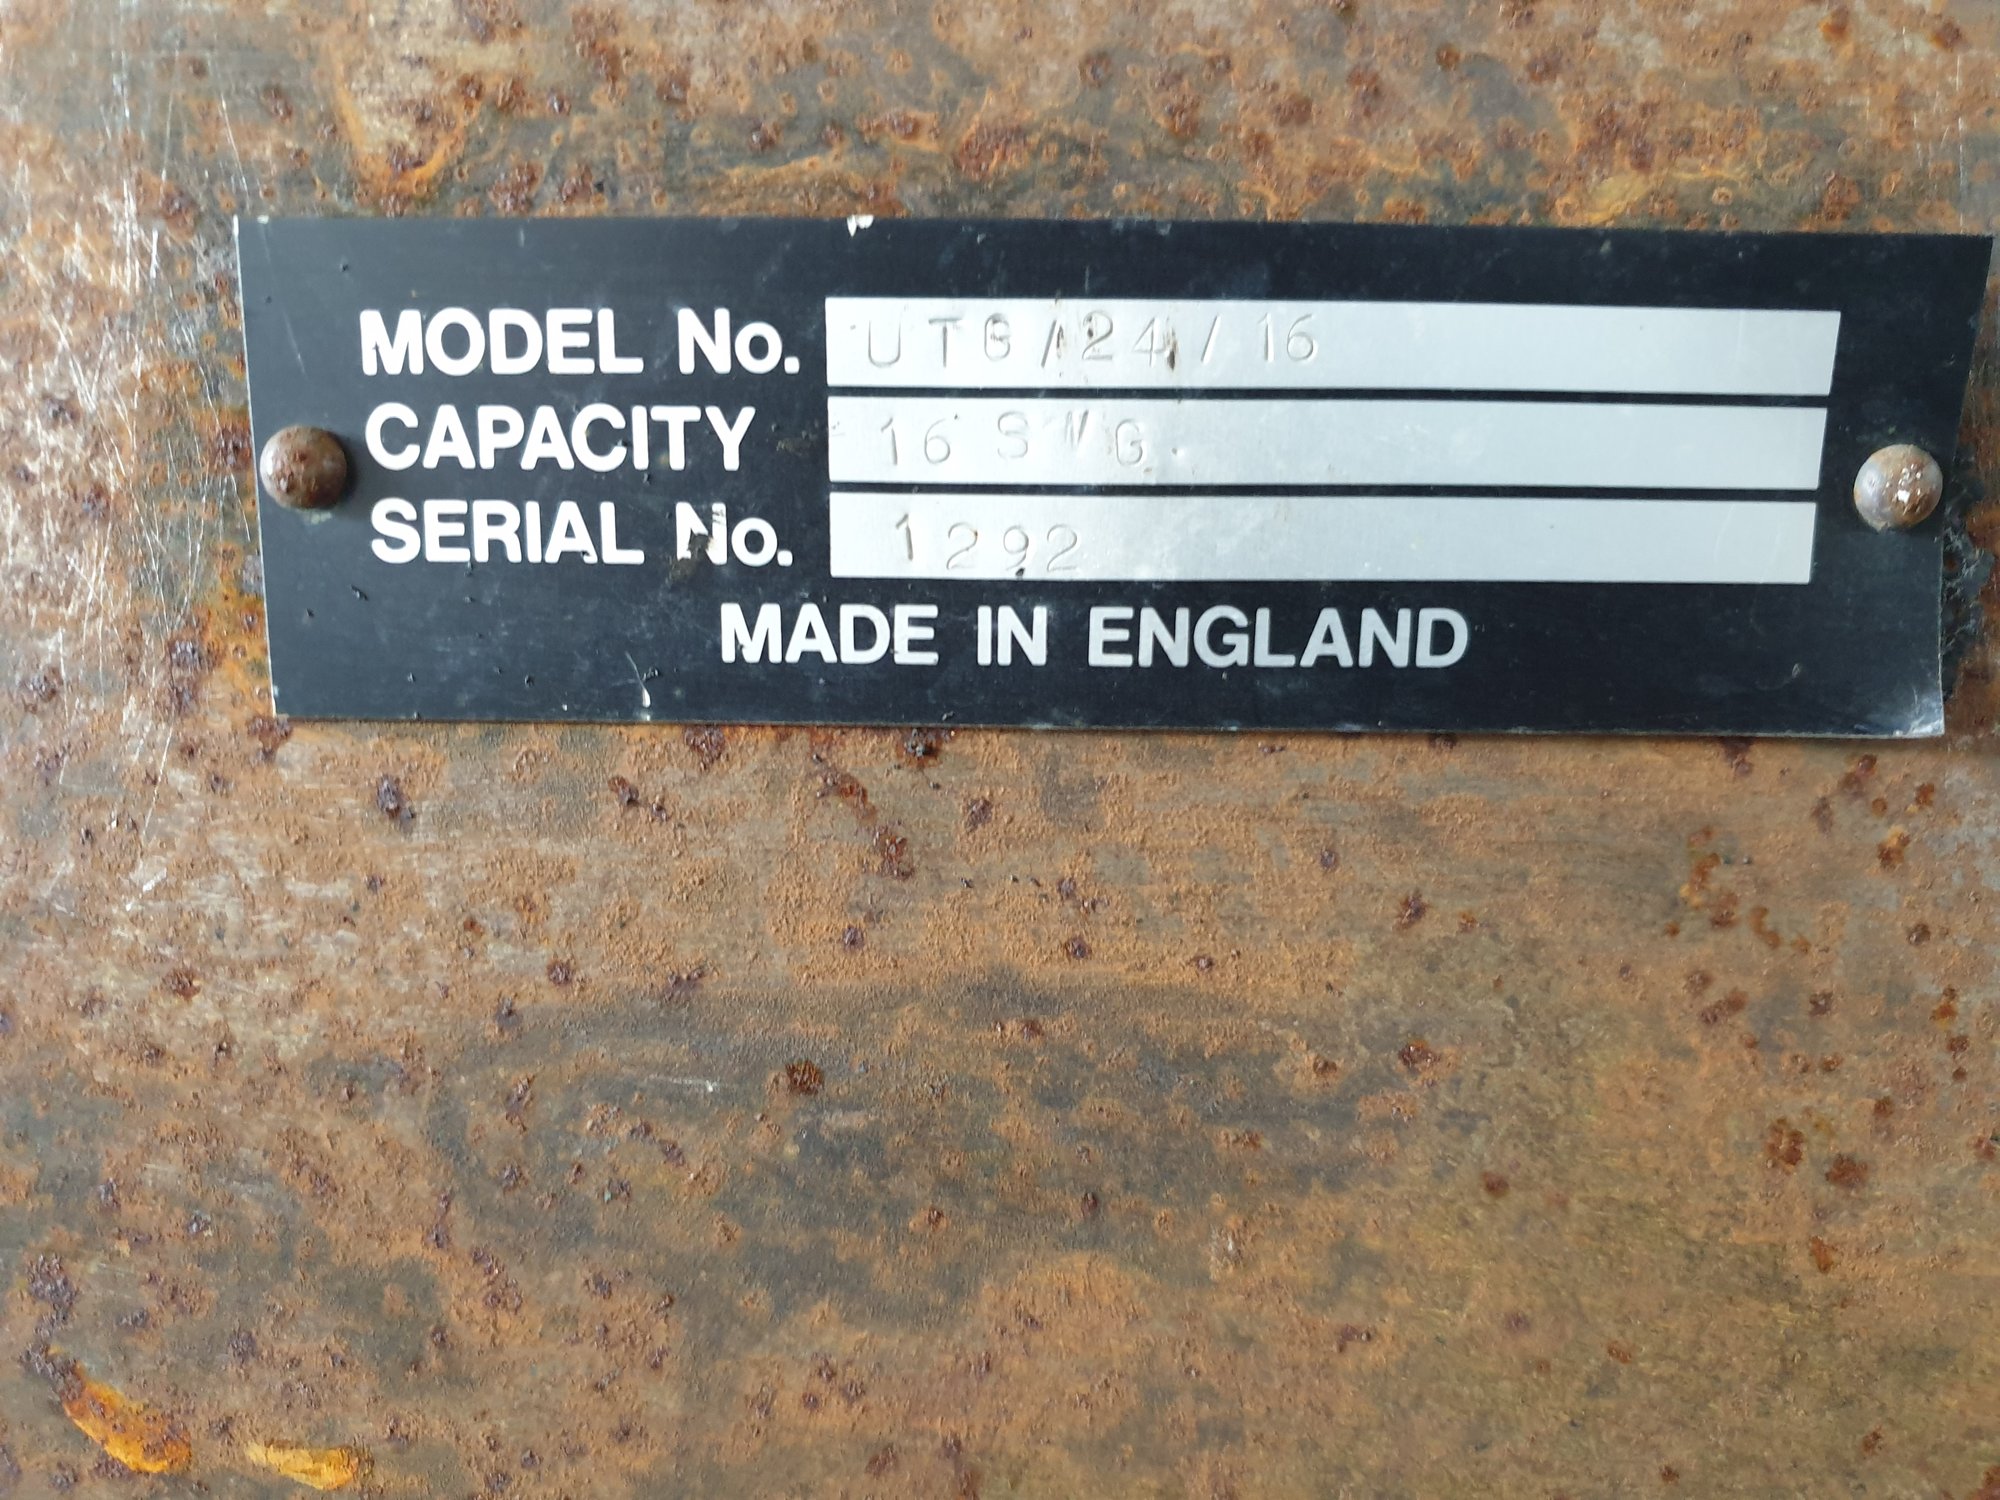 MODEL No. UTG/24/16
CAPACITY 16 SWG.
SERIAL No. 1292
MADE IN ENGLAND